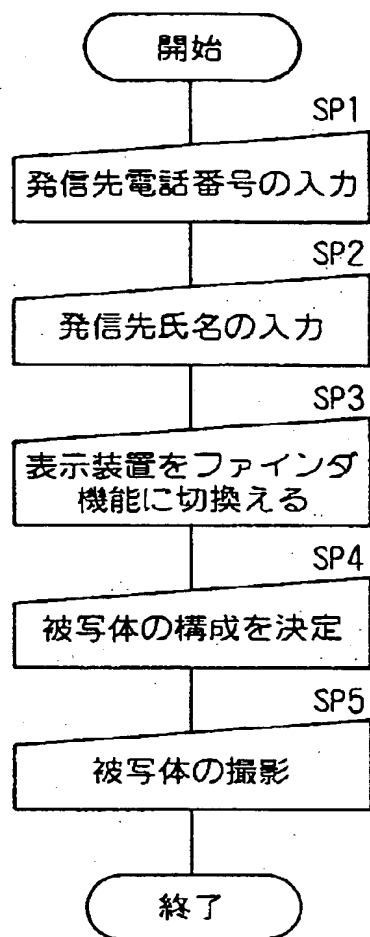 開始
SP1
発信先電話番号の入力
SP2
発信先氏名の入力
SP3
表示装置をファインダ
機能に切換える
SP4
被写体の構成を決定
SP5
被写体の撮影
終了